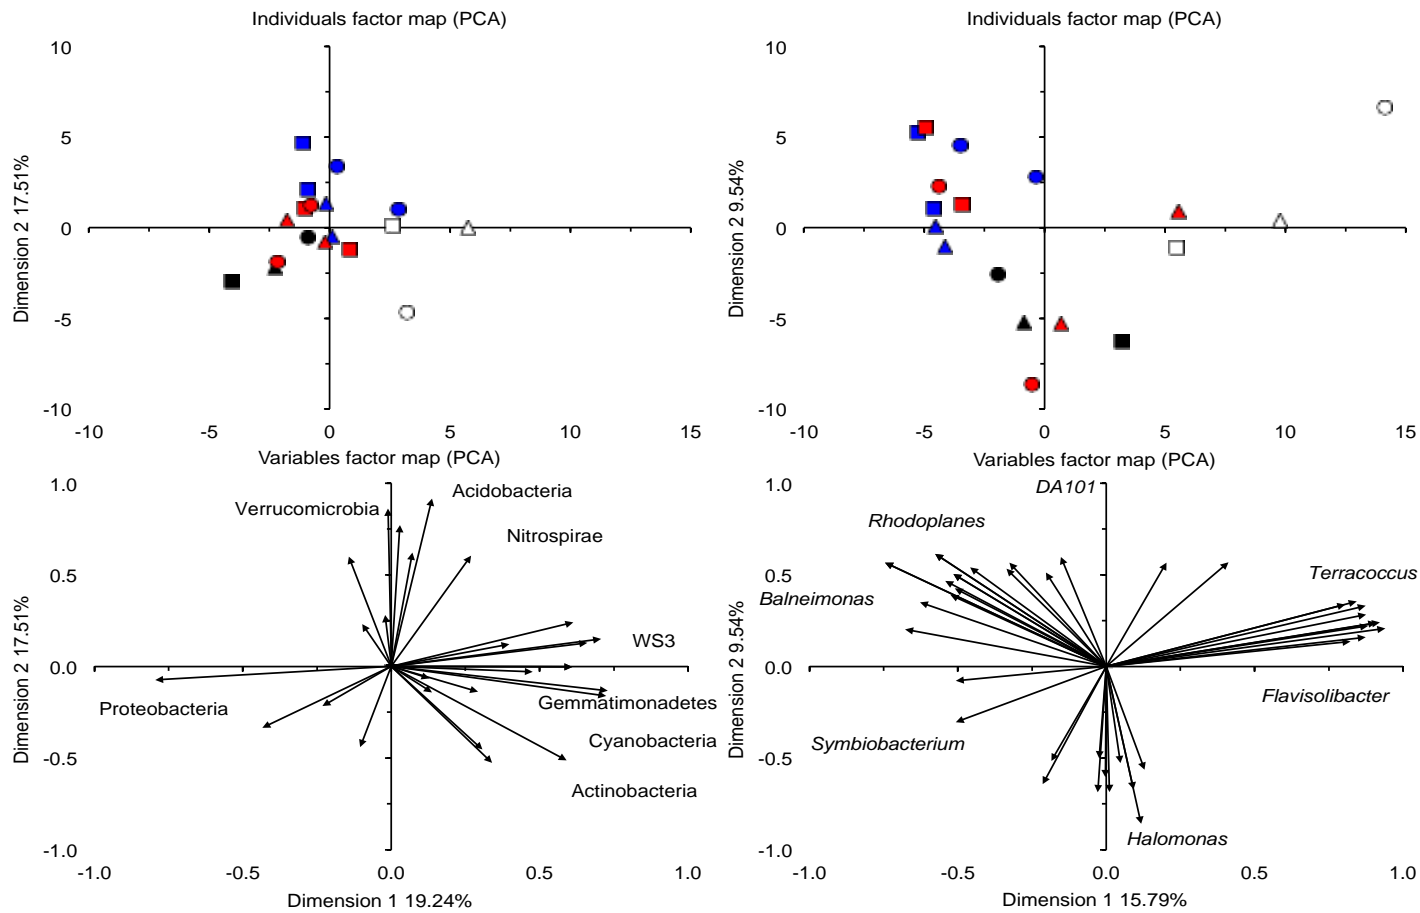 Individuals factor map (PCA)
10
5
0
-5
-10
-10 -5 0 5 10 15
Dimension 2 17.51%
Individuals factor map (PCA)
10
5
0
-5
-10
-10 -5 0 5 10 15
Dimension 2 9.54%
Variables factor map (PCA)
1.0
0.5
0.0
-0.5
-1.0
-1.0 -0.5 0.0 0.5 1.0
Dimension 2 17.51%
Dimension 1 19.24%
Verrucomicrobia
Acidobacteria
Nitrospirae
WS3
Proteobacteria
Gemmatimonadetes
Cyanobacteria
Actinobacteria
Variables factor map (PCA)
1.0
0.5
0.0
-0.5
-1.0
-1.0 -0.5 0.0 0.5 1.0
Dimension 2 9.54%
Dimension 1 15.79%
DA101
Rhodoplanes
Terracoccus
Balneimonas
Flavisolibacter
Symbiobacterium
Halomonas